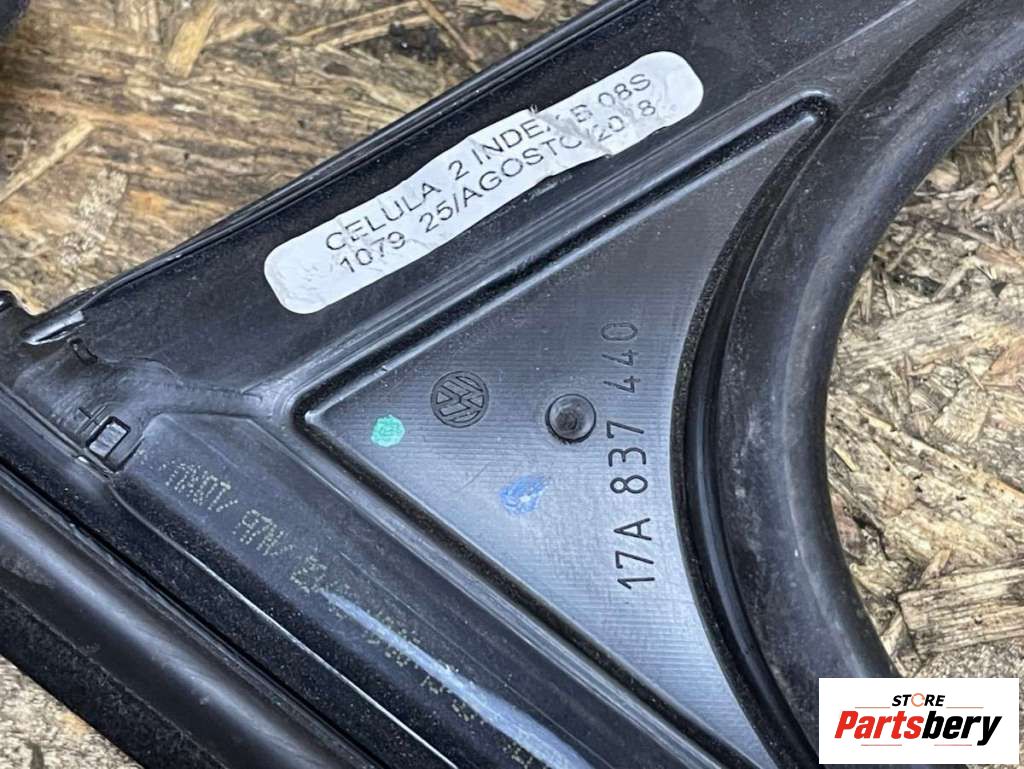 CELULA 2 INDEX B 08S
1079 25/AGOSTO/2018
17A 837 440
STORE
Partsbery